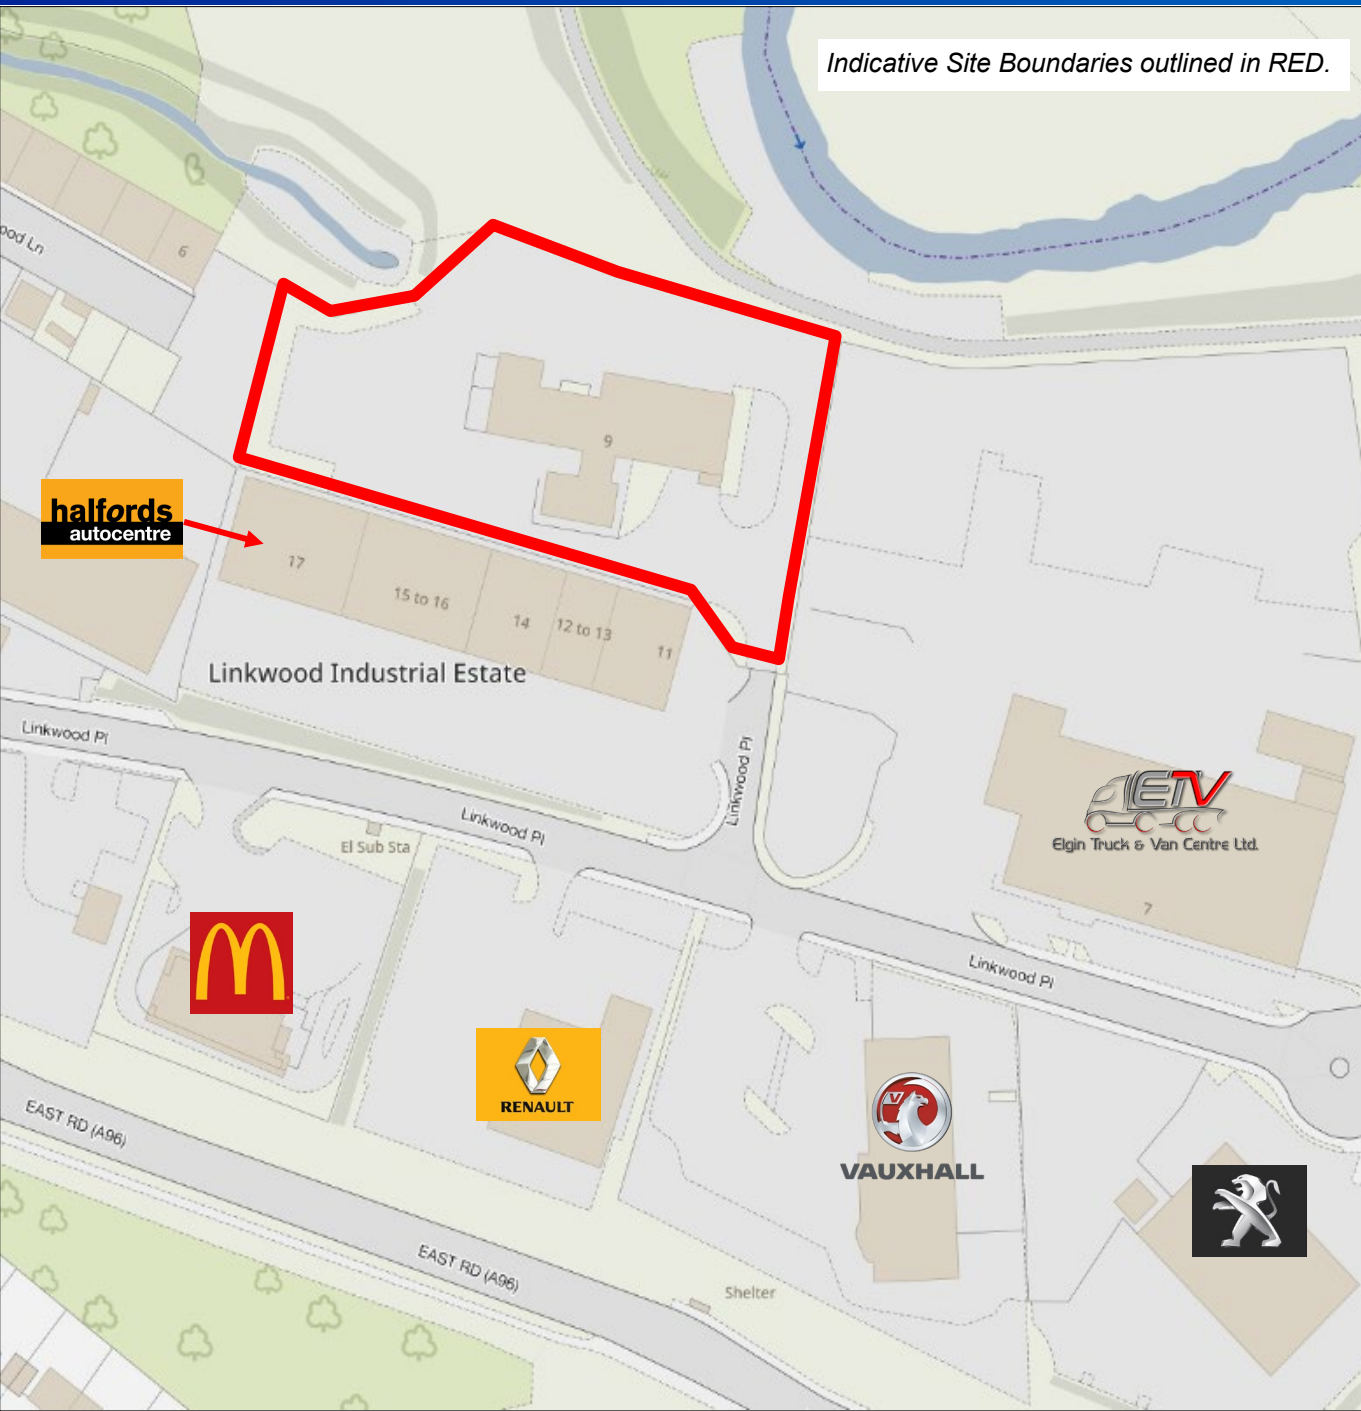 Indicative Site Boundaries outlined in RED.
ood Ln
6
9
halfords
autocentre
17
15 to 16
14
12 to 13
11
Linkwood Industrial Estate
Linkwood Pl
Linkwood Pl
Linkwood Pl
El Sub Sta
ETV
Elgin Truck & Van Centre Ltd.
7
Linkwood Pl
RENAULT
V
VAUXHALL
EAST RD (A96)
EAST RD (A96)
Shelter